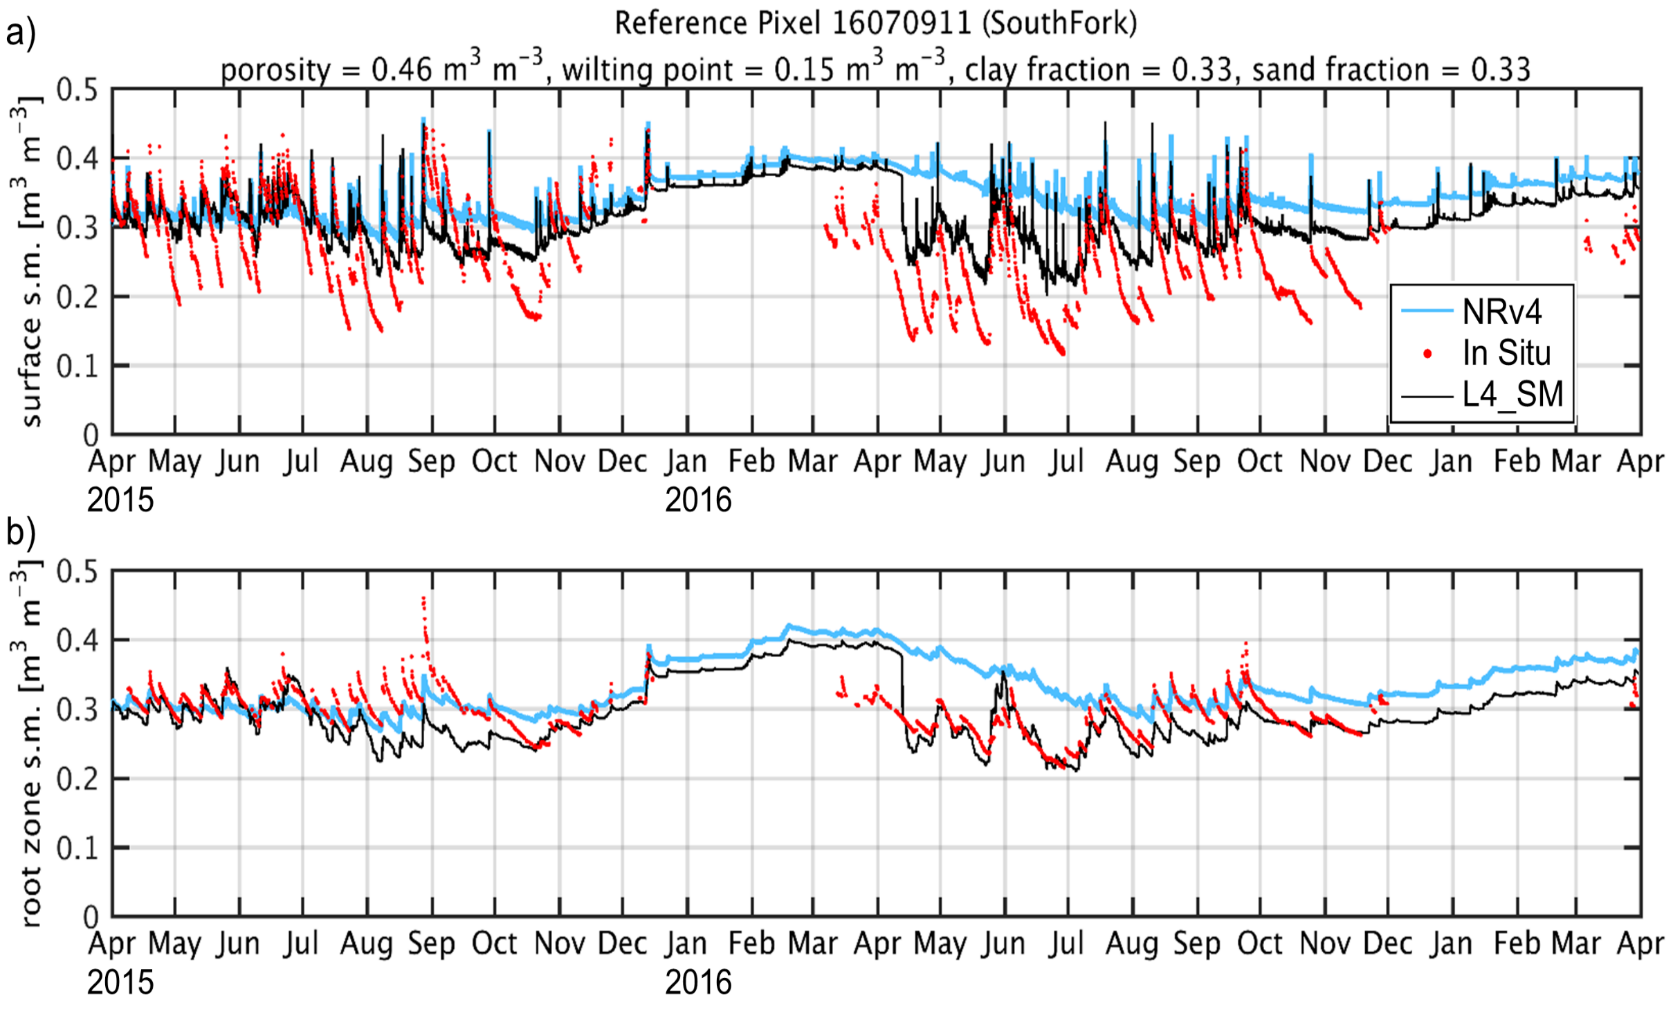 a)
Reference Pixel 16070911 (SouthFork)
porosity = 0.46 m³ m⁻³, wilting point = 0.15 m³ m⁻³, clay fraction = 0.33, sand fraction = 0.33
surface s.m. [m³ m⁻³]
0.5
0.4
0.3
0.2
0.1
0
NRv4
In Situ
L4_SM
Apr May Jun Jul Aug Sep Oct Nov Dec Jan Feb Mar Apr May Jun Jul Aug Sep Oct Nov Dec Jan Feb Mar Apr
2015 2016
b)
root zone s.m. [m³ m⁻³]
0.5
0.4
0.3
0.2
0.1
0
Apr May Jun Jul Aug Sep Oct Nov Dec Jan Feb Mar Apr May Jun Jul Aug Sep Oct Nov Dec Jan Feb Mar Apr
2015 2016